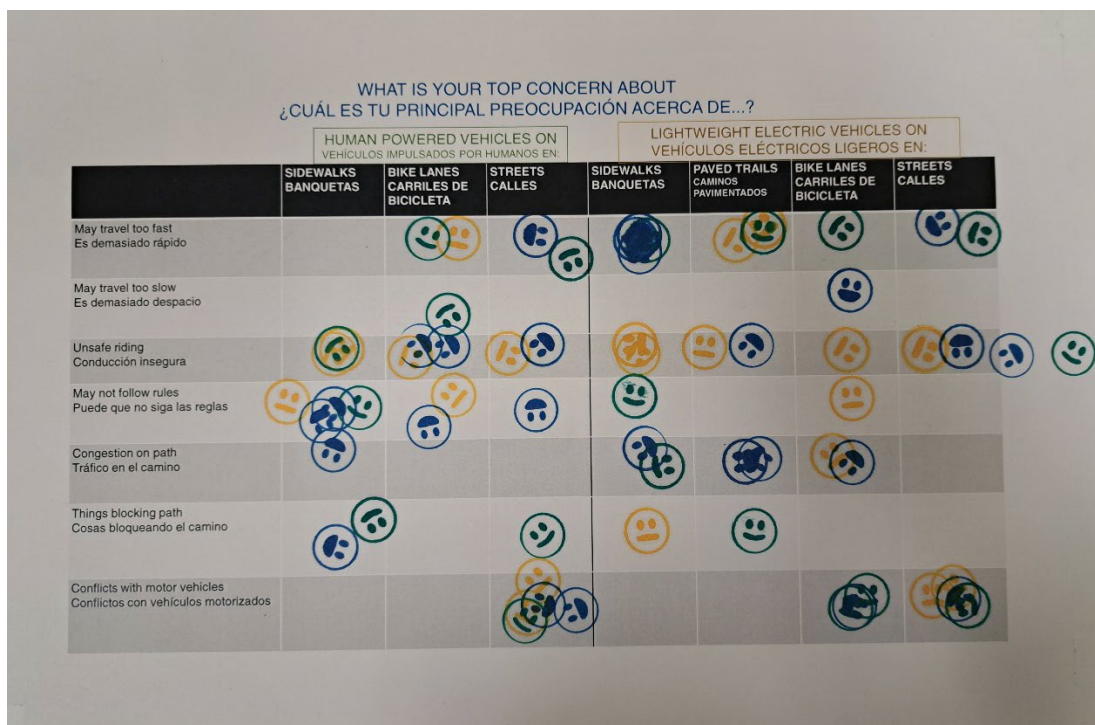 WHAT IS YOUR TOP CONCERN ABOUT
¿CUÁL ES TU PRINCIPAL PREOCUPACIÓN ACERCA DE...?
HUMAN POWERED VEHICLES ON
VEHÍCULOS IMPULSADOS POR HUMANOS EN:
LIGHTWEIGHT ELECTRIC VEHICLES ON
VEHÍCULOS ELÉCTRICOS LIGEROS EN:
SIDEWALKS
BANQUETAS
BIKE LANES
CARRILES DE
BICICLETA
STREETS
CALLES
SIDEWALKS
BANQUETAS
PAVED TRAILS
CAMINOS
PAVIMENTADOS
BIKE LANES
CARRILES DE
BICICLETA
STREETS
CALLES
May travel too fast
Es demasiado rápido
May travel too slow
Es demasiado despacio
Unsafe riding
Conducción insegura
May not follow rules
Puede que no siga las reglas
Congestion on path
Tráfico en el camino
Things blocking path
Cosas bloqueando el camino
Conflicts with motor vehicles
Conflictos con vehículos motorizados